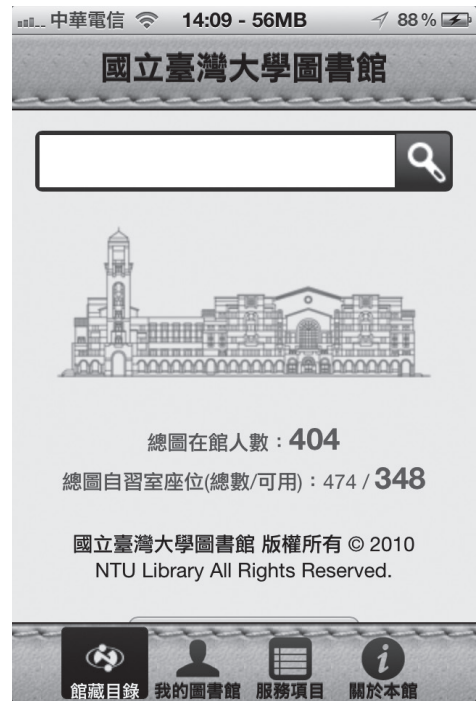 中華電信 14:09 - 56MB 88%
國立臺灣大學圖書館
總圖在館人數：404
總圖自習室座位(總數/可用)：474 / 348
國立臺灣大學圖書館 版權所有 © 2010
NTU Library All Rights Reserved.
館藏目錄 我的圖書館 服務項目 關於本館